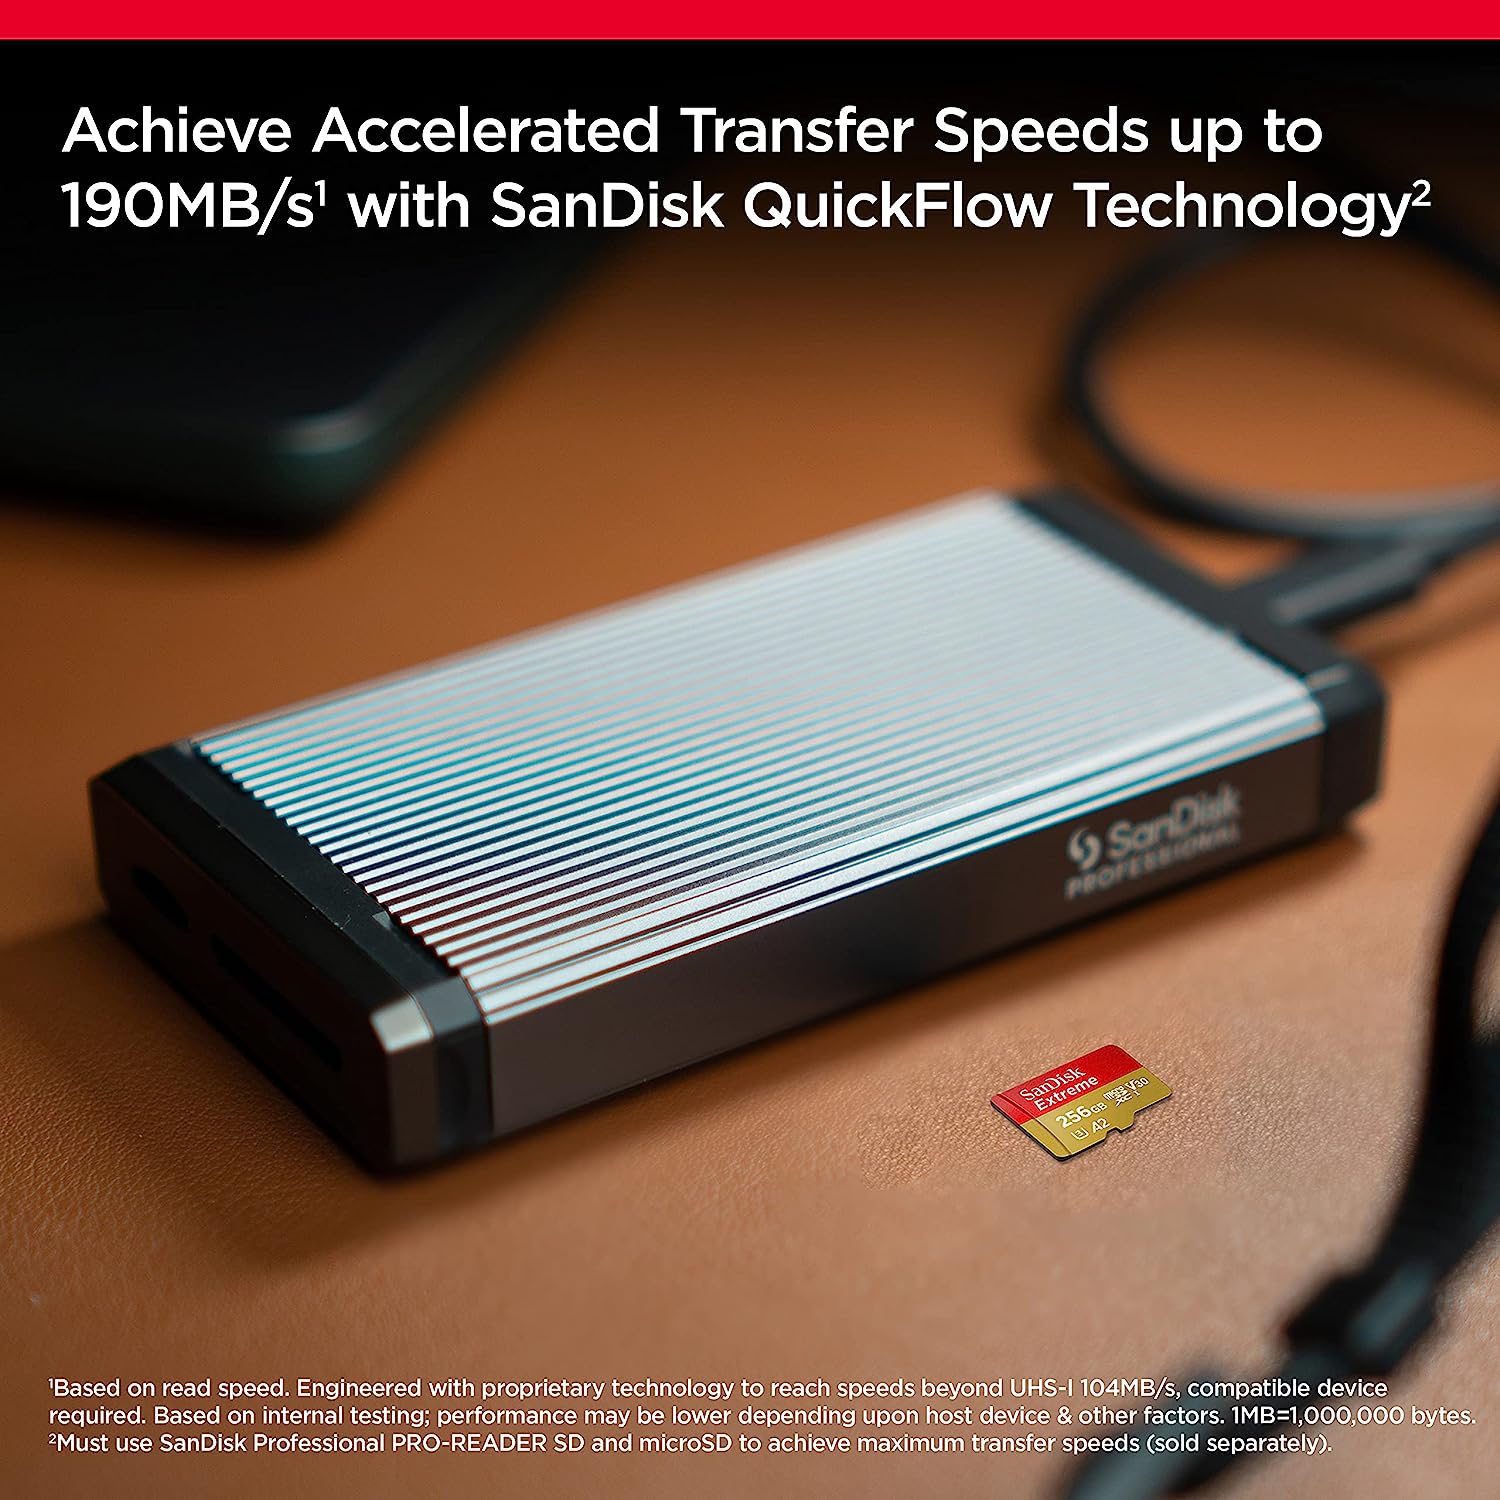 Achieve Accelerated Transfer Speeds up to
190MB/s¹ with SanDisk QuickFlow Technology²
SanDisk
PROFESSIONAL
SanDisk
Extreme
256GB microSD XC I V30
U3 A2
¹Based on read speed. Engineered with proprietary technology to reach speeds beyond UHS-I 104MB/s, compatible device
required. Based on internal testing; performance may be lower depending upon host device & other factors. 1MB=1,000,000 bytes.
²Must use SanDisk Professional PRO-READER SD and microSD to achieve maximum transfer speeds (sold separately).